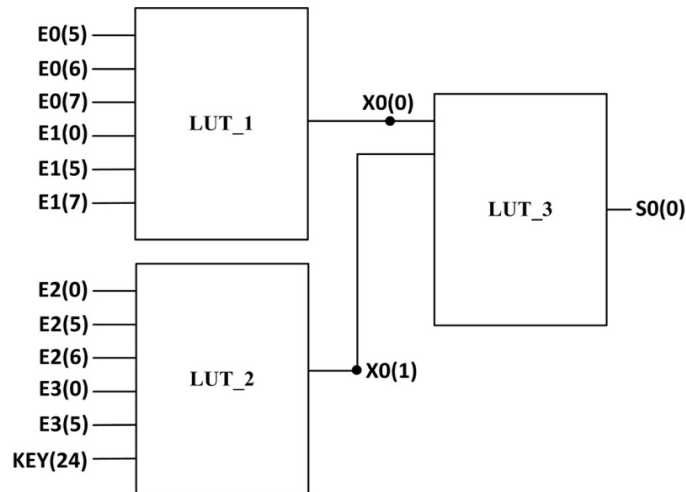 E0(5)
E0(6)
E0(7)
E1(0)
E1(5)
E1(7)
LUT_1
X0(0)
LUT_3
S0(0)
E2(0)
E2(5)
E2(6)
E3(0)
E3(5)
KEY(24)
LUT_2
X0(1)